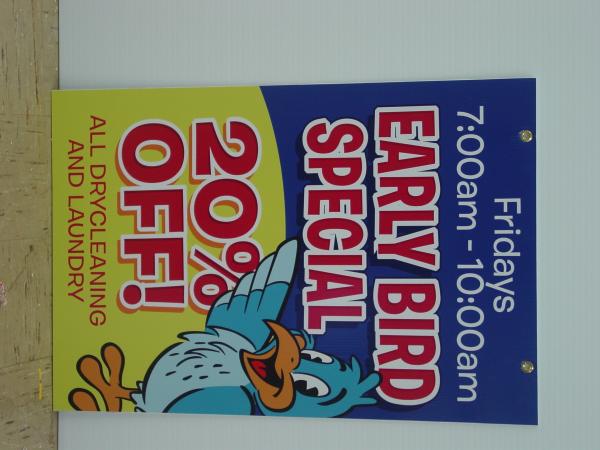 Fridays
7:00am - 10:00am
EARLY BIRD
SPECIAL
20%
OFF!
ALL DRYCLEANING
AND LAUNDRY